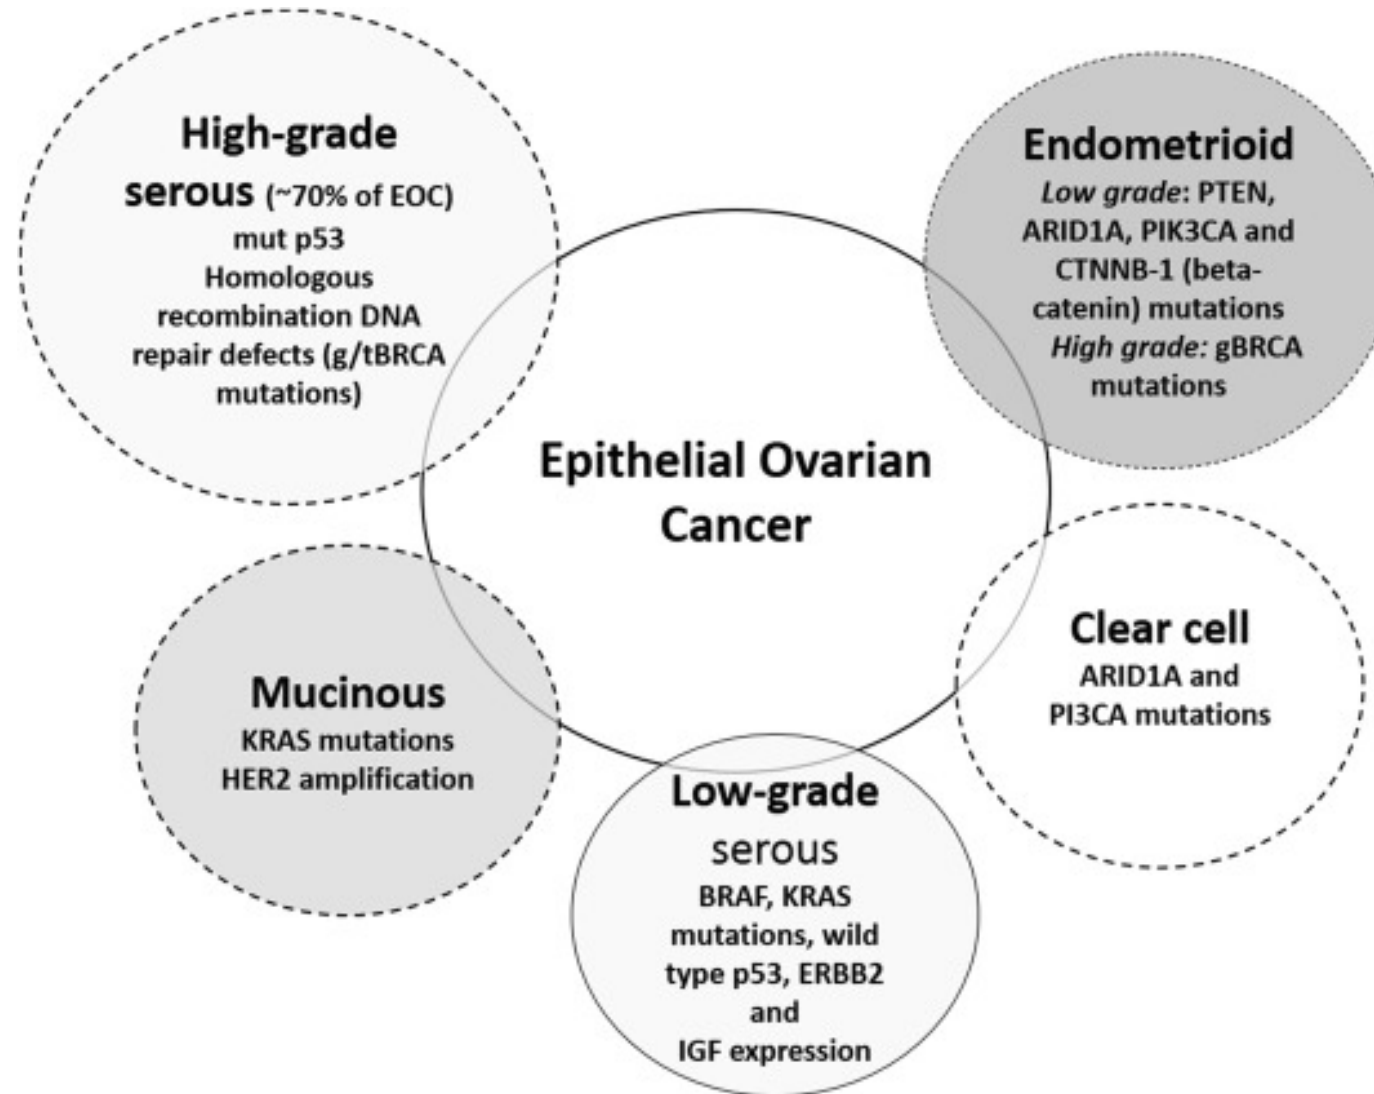 High-grade
serous (~70% of EOC)
mut p53
Homologous
recombination DNA
repair defects (g/tBRCA
mutations)
Endometrioid
Low grade: PTEN,
ARID1A, PIK3CA and
CTNNB-1 (beta-
catenin) mutations
High grade: gBRCA
mutations
Epithelial Ovarian
Cancer
Clear cell
ARID1A and
PI3CA mutations
Mucinous
KRAS mutations
HER2 amplification
Low-grade
serous
BRAF, KRAS
mutations, wild
type p53, ERBB2
and
IGF expression